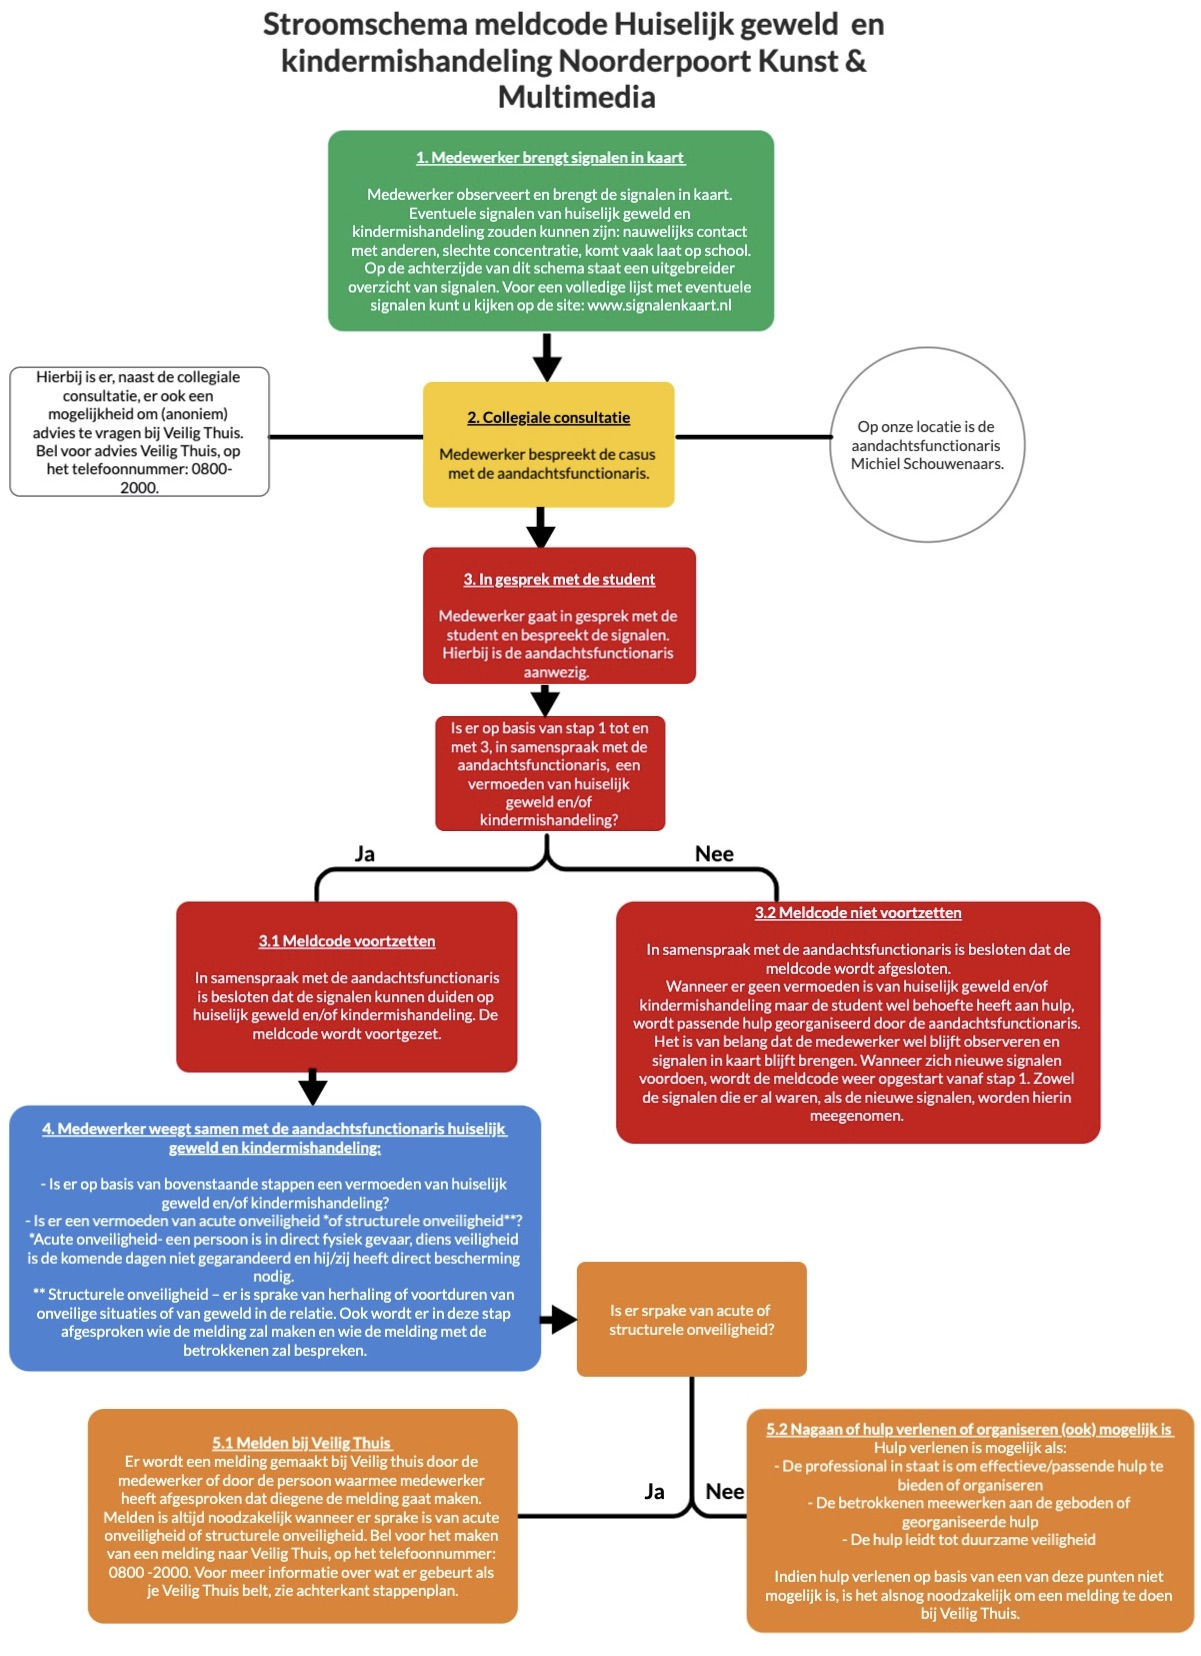 Stroomschema meldcode Huiselijk geweld en
kindermishandeling Noorderpoort Kunst &
Multimedia
1. Medewerker brengt signalen in kaart
Medewerker observeert en brengt de signalen in kaart.
Eventuele signalen van huiselijk geweld en
kindermishandeling zouden kunnen zijn: nauwelijks contact
met anderen, slechte concentratie, komt vaak laat op school.
Op de achterzijde van dit schema staat een uitgebreider
overzicht van signalen. Voor een volledige lijst met eventuele
signalen kunt u kijken op de site: www.signalenkaart.nl
Hierbij is er, naast de collegiale
consultatie, er ook een
mogelijkheid om (anoniem)
advies te vragen bij Veilig Thuis.
Bel voor advies Veilig Thuis, op
het telefoonnummer: 0800-
2000.
2. Collegiale consultatie
Medewerker bespreekt de casus
met de aandachtsfunctionaris.
Op onze locatie is de
aandachtsfunctionaris
Michiel Schouwenaars.
3. In gesprek met de student
Medewerker gaat in gesprek met de
student en bespreekt de signalen.
Hierbij is de aandachtsfunctionaris
aanwezig.
Is er op basis van stap 1 tot en
met 3, in samenspraak met de
aandachtsfunctionaris, een
vermoeden van huiselijk
geweld en/of
kindermishandeling?
Ja
Nee
3.1 Meldcode voortzetten
In samenspraak met de aandachtsfunctionaris
is besloten dat de signalen kunnen duiden op
huiselijk geweld en/of kindermishandeling. De
meldcode wordt voortgezet.
3.2 Meldcode niet voortzetten
In samenspraak met de aandachtsfunctionaris is besloten dat de
meldcode wordt afgesloten.
Wanneer er geen vermoeden is van huiselijk geweld en/of
kindermishandeling maar de student wel behoefte heeft aan hulp,
wordt passende hulp georganiseerd door de aandachtsfunctionaris.
Het is van belang dat de medewerker wel blijft observeren en
signalen in kaart blijft brengen. Wanneer zich nieuwe signalen
voordoen, wordt de meldcode weer opgestart vanaf stap 1. Zowel
de signalen die er al waren, als de nieuwe signalen, worden hierin
meegenomen.
4. Medewerker weegt samen met de aandachtsfunctionaris huiselijk
geweld en kindermishandeling:
- Is er op basis van bovenstaande stappen een vermoeden van huiselijk
geweld en/of kindermishandeling?
- Is er een vermoeden van acute onveiligheid *of structurele onveiligheid**?
*Acute onveiligheid- een persoon is in direct fysiek gevaar, diens veiligheid
is de komende dagen niet gegarandeerd en hij/zij heeft direct bescherming
nodig.
** Structurele onveiligheid – er is sprake van herhaling of voortduren van
onveilige situaties of van geweld in de relatie. Ook wordt er in deze stap
afgesproken wie de melding zal maken en wie de melding met de
betrokkenen zal bespreken.
Is er srpake van acute of
structurele onveiligheid?
Ja
Nee
5.1 Melden bij Veilig Thuis
Er wordt een melding gemaakt bij Veilig thuis door de
medewerker of door de persoon waarmee medewerker
heeft afgesproken dat diegene de melding gaat maken.
Melden is altijd noodzakelijk wanneer er sprake is van acute
onveiligheid of structurele onveiligheid. Bel voor het maken
van een melding naar Veilig Thuis, op het telefoonnummer:
0800 -2000. Voor meer informatie over wat er gebeurt als
je Veilig Thuis belt, zie achterkant stappenplan.
5.2 Nagaan of hulp verlenen of organiseren (ook) mogelijk is
Hulp verlenen is mogelijk als:
- De professional in staat is om effectieve/passende hulp te
bieden of organiseren
- De betrokkenen meewerken aan de geboden of
georganiseerde hulp
- De hulp leidt tot duurzame veiligheid
Indien hulp verlenen op basis van een van deze punten niet
mogelijk is, is het alsnog noodzakelijk om een melding te doen
bij Veilig Thuis.